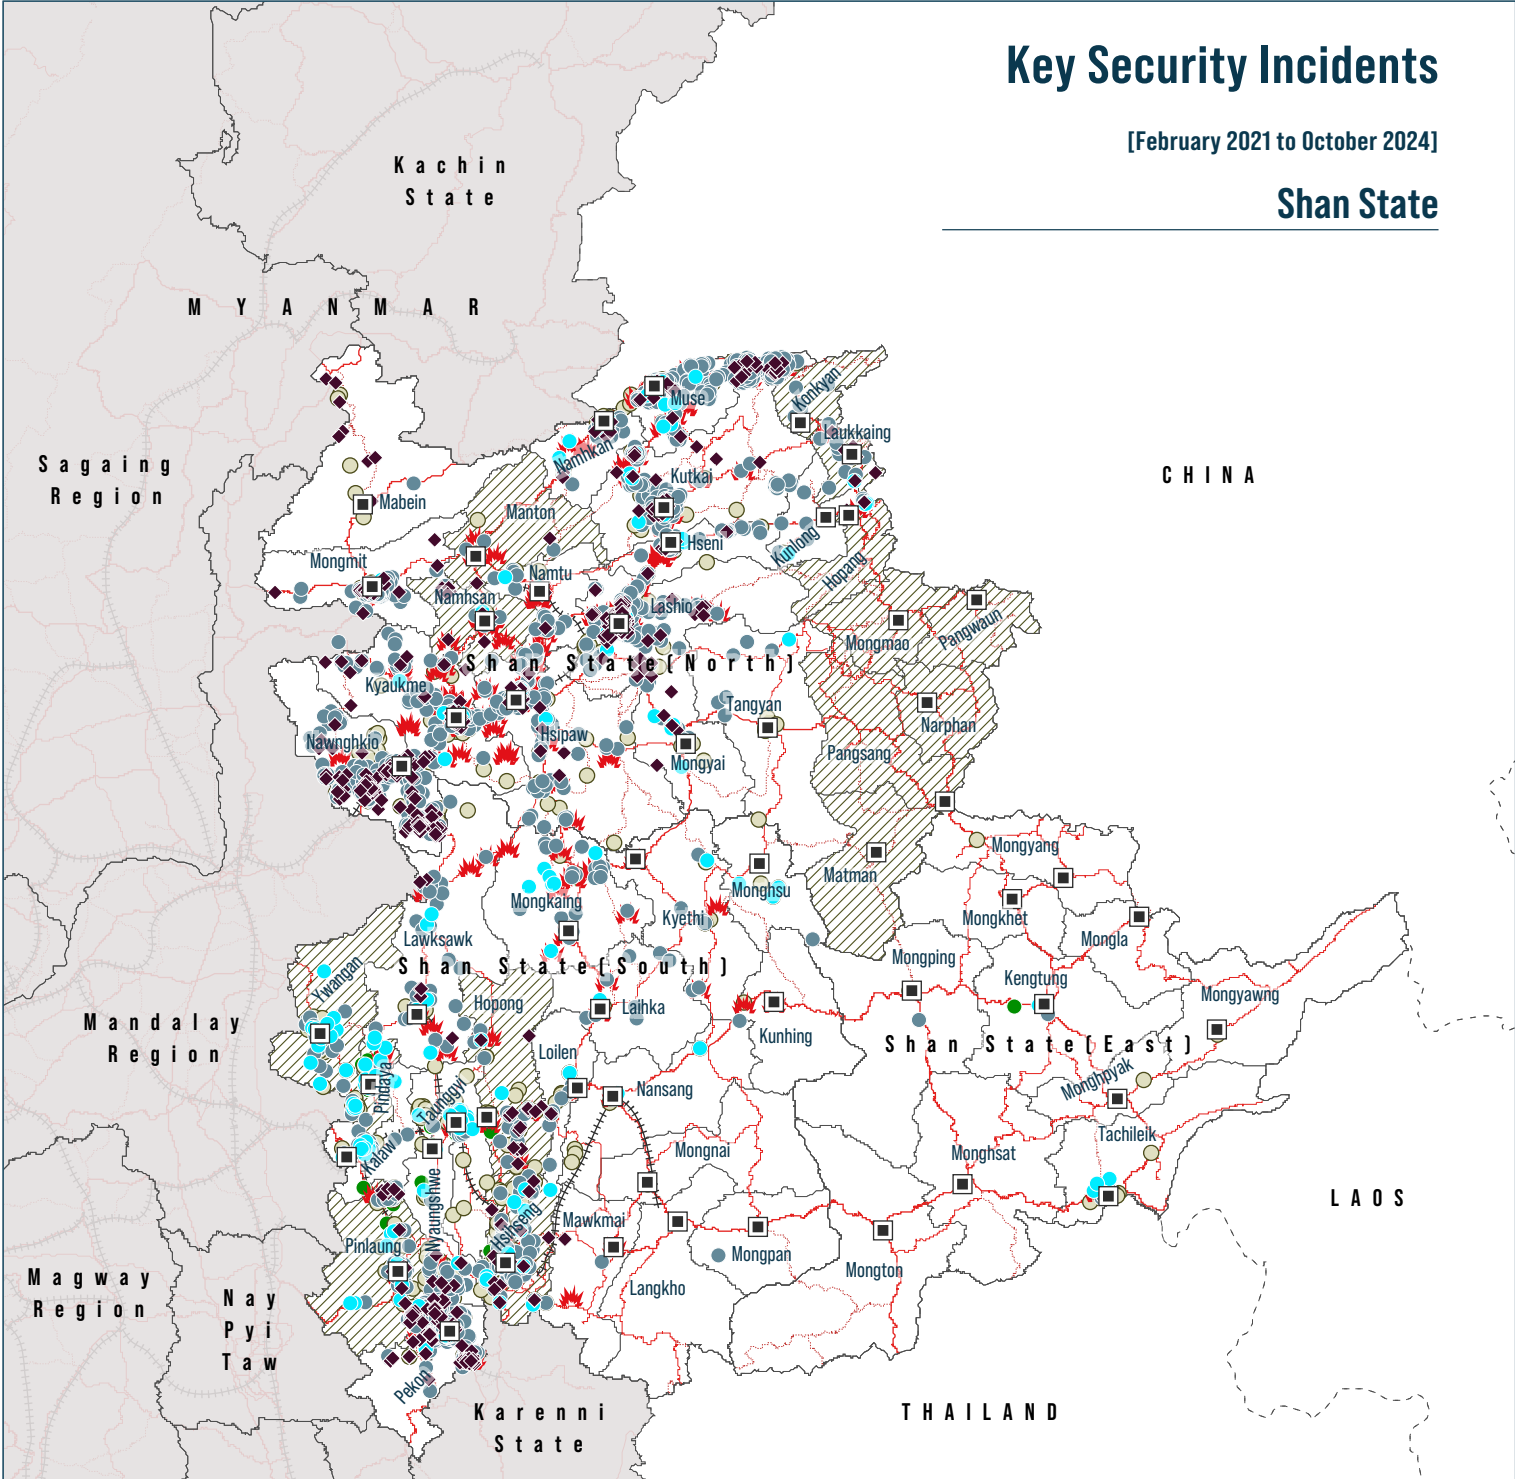 Key Security Incidents
[February 2021 to October 2024]
Shan State
Kachin
State
MYANMAR
Sagaing
Region
CHINA
Konkyan
Muse
Laukkaing
Namhkan
Kutkai
Mabein
Manton
Hseni
Kunlong
Mongmit
Hopang
Namtu
Namhsan
Lashio
Mongmao
Pangwaun
Shan State(North)
Kyaukme
Tangyan
Narphan
Nawnghkio
Hsipaw
Pangsang
Mongyai
Mongyang
Matman
Monghsu
Mongkaing
Kyethi
Mongkhet
Lawksawk
Mongla
Shan State(South)
Mongping
Ywangan
Kengtung
Hopong
Laihka
Mongyawng
Mandalay
Region
Kunhing
Shan State(East)
Loilen
Pindaya
Taunggyi
Nansang
Monghpyak
Tachileik
Kalaw
Mongnai
Monghsat
LAOS
Nyaungshwe
Hsihseng
Mawkmai
Pinlaung
Mongpan
Mongton
Magway
Region
Langkho
Nay
Pyi
Taw
Pekon
Karenni
State
THAILAND